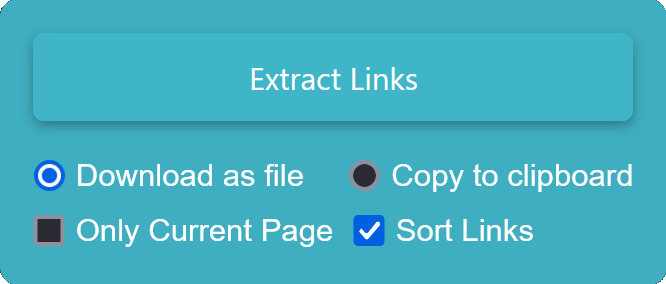 Extract Links
Download as file Copy to clipboard
Only Current Page Sort Links